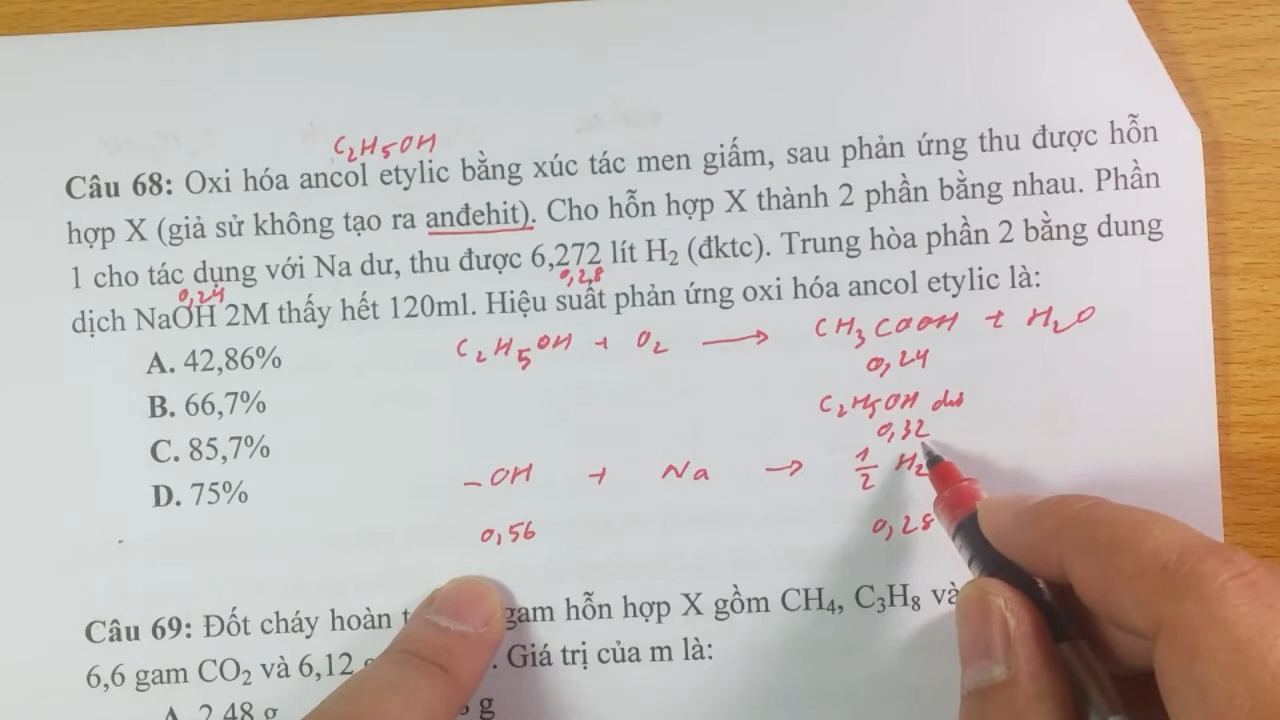 C₂H₅OH
Câu 68: Oxi hóa ancol etylic bằng xúc tác men giấm, sau phản ứng thu được hỗn
hợp X (giả sử không tạo ra anđehit). Cho hỗn hợp X thành 2 phần bằng nhau. Phần
1 cho tác dụng với Na dư, thu được 6,272 lít H₂ (đktc). Trung hòa phần 2 bằng dung
0,24 0,28
dịch NaOH 2M thấy hết 120ml. Hiệu suất phản ứng oxi hóa ancol etylic là:
C₂H₅OH + O₂ → CH₃COOH + H₂O
A. 42,86%
0,24
B. 66,7%
C₂H₅OH dư
0,32
C. 85,7%
-OH + Na → 1/2 H₂
D. 75%
0,56 0,28
Câu 69: Đốt cháy hoàn gam hỗn hợp X gồm CH₄, C₃H₈ và
6,6 gam CO₂ và 6,12 . Giá trị của m là:
A. 2,48 g g